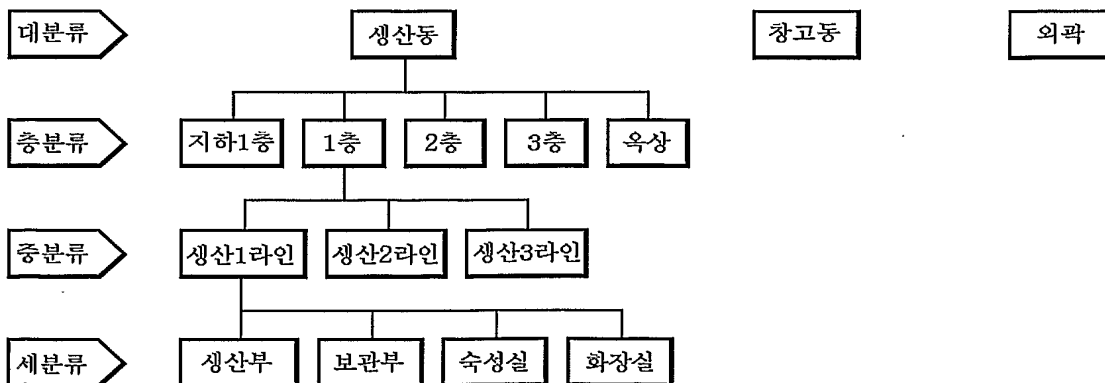 대분류 생산동 창고동 외곽
층분류 지하1층 1층 2층 3층 옥상
중분류 생산1라인 생산2라인 생산3라인
세분류 생산부 보관부 숙성실 화장실